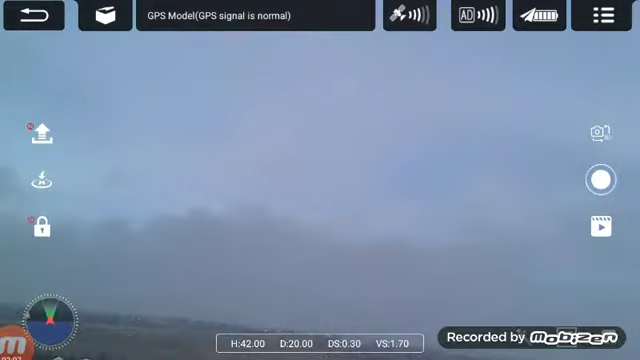 GPS Model(GPS signal is normal)
AD
H:42.00 D:20.00 DS:0.30 VS:1.70
Recorded by mobizen
M